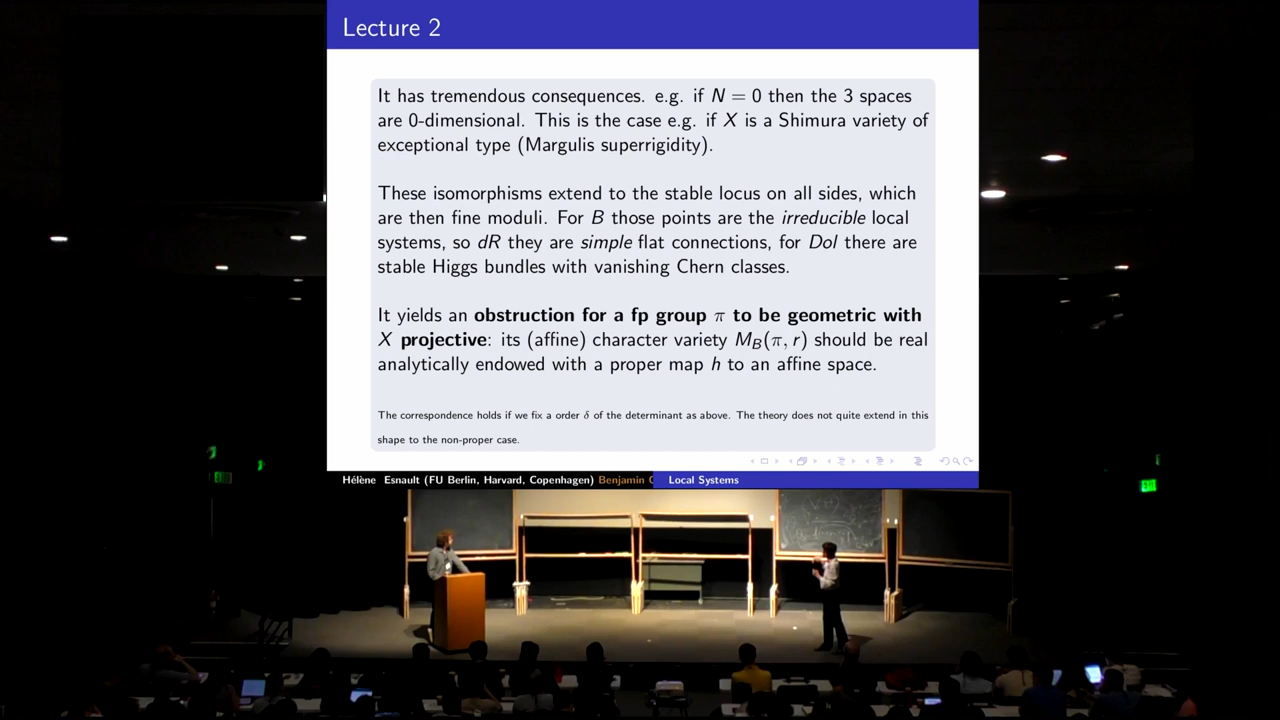 Lecture 2
It has tremendous consequences. e.g. if N = 0 then the 3 spaces
are 0-dimensional. This is the case e.g. if X is a Shimura variety of
exceptional type (Margulis superrigidity).
These isomorphisms extend to the stable locus on all sides, which
are then fine moduli. For B those points are the irreducible local
systems, so dR they are simple flat connections, for Dol there are
stable Higgs bundles with vanishing Chern classes.
It yields an obstruction for a fp group π to be geometric with
X projective: its (affine) character variety M_B(π, r) should be real
analytically endowed with a proper map h to an affine space.
The correspondence holds if we fix a order δ of the determinant as above. The theory does not quite extend in this
shape to the non-proper case.
Hélène Esnault (FU Berlin, Harvard, Copenhagen) Benjamin Local Systems